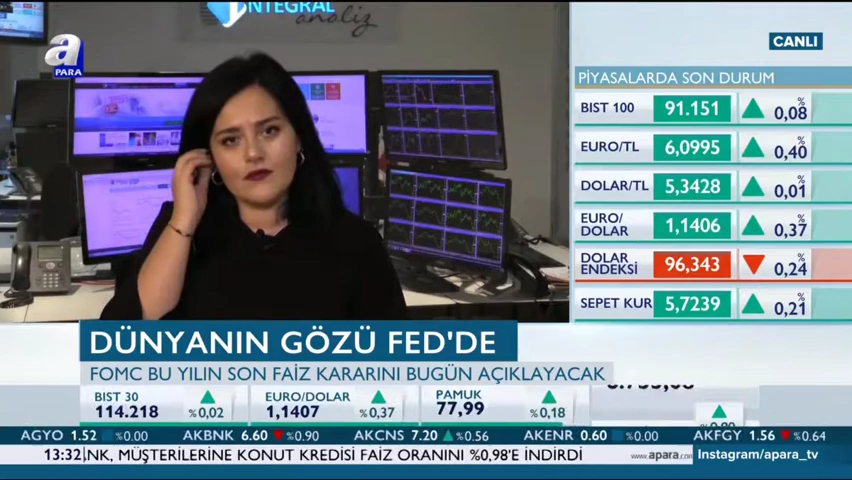 INTEGRAL
analiz
a
PARA
CANLI
PİYASALARDA SON DURUM
BIST 100 91.151 % 0,08
EURO/TL 6,0995 % 0,40
DOLAR/TL 5,3428 % 0,01
EURO/
DOLAR 1,1406 % 0,37
DOLAR
ENDEKSİ 96,343 % 0,24
SEPET KUR 5,7239 % 0,21
DÜNYANIN GÖZÜ FED'DE
FOMC BU YILIN SON FAİZ KARARINI BUGÜN AÇIKLAYACAK
BIST 30 EURO/DOLAR PAMUK
114.218 %0,02 1,1407 %0,37 77,99 %0,18
AGYO 1.52 %0.00 AKBNK 6.60 %0.90 AKCNS 7.20 %0.56 AKENR 0.60 %0.00 AKFGY 1.56 %0.64
13:32 NK, MÜŞTERİLERİNE KONUT KREDİSİ FAİZ ORANINI %0,98'E İNDİRDİ www.apara.com Instagram/apara_tv